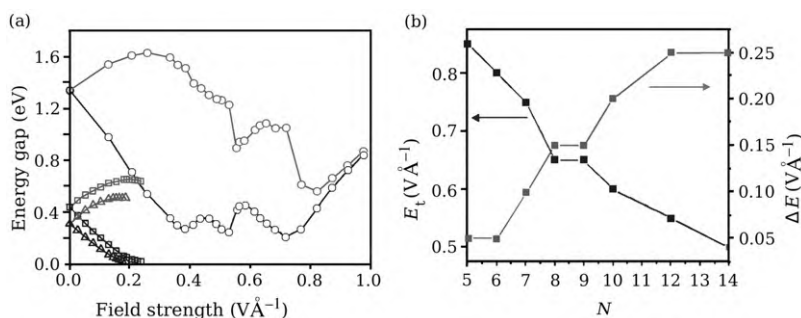 (a)
Energy gap (eV)
1.6
1.2
0.8
0.4
0.0
0.0 0.2 0.4 0.6 0.8 1.0
Field strength (VÅ⁻¹)
(b)
E_t (VÅ⁻¹)
0.8
0.7
0.6
0.5
5 6 7 8 9 10 11 12 13 14
N
0.25
0.20
0.15
0.10
0.05
ΔE (VÅ⁻¹)